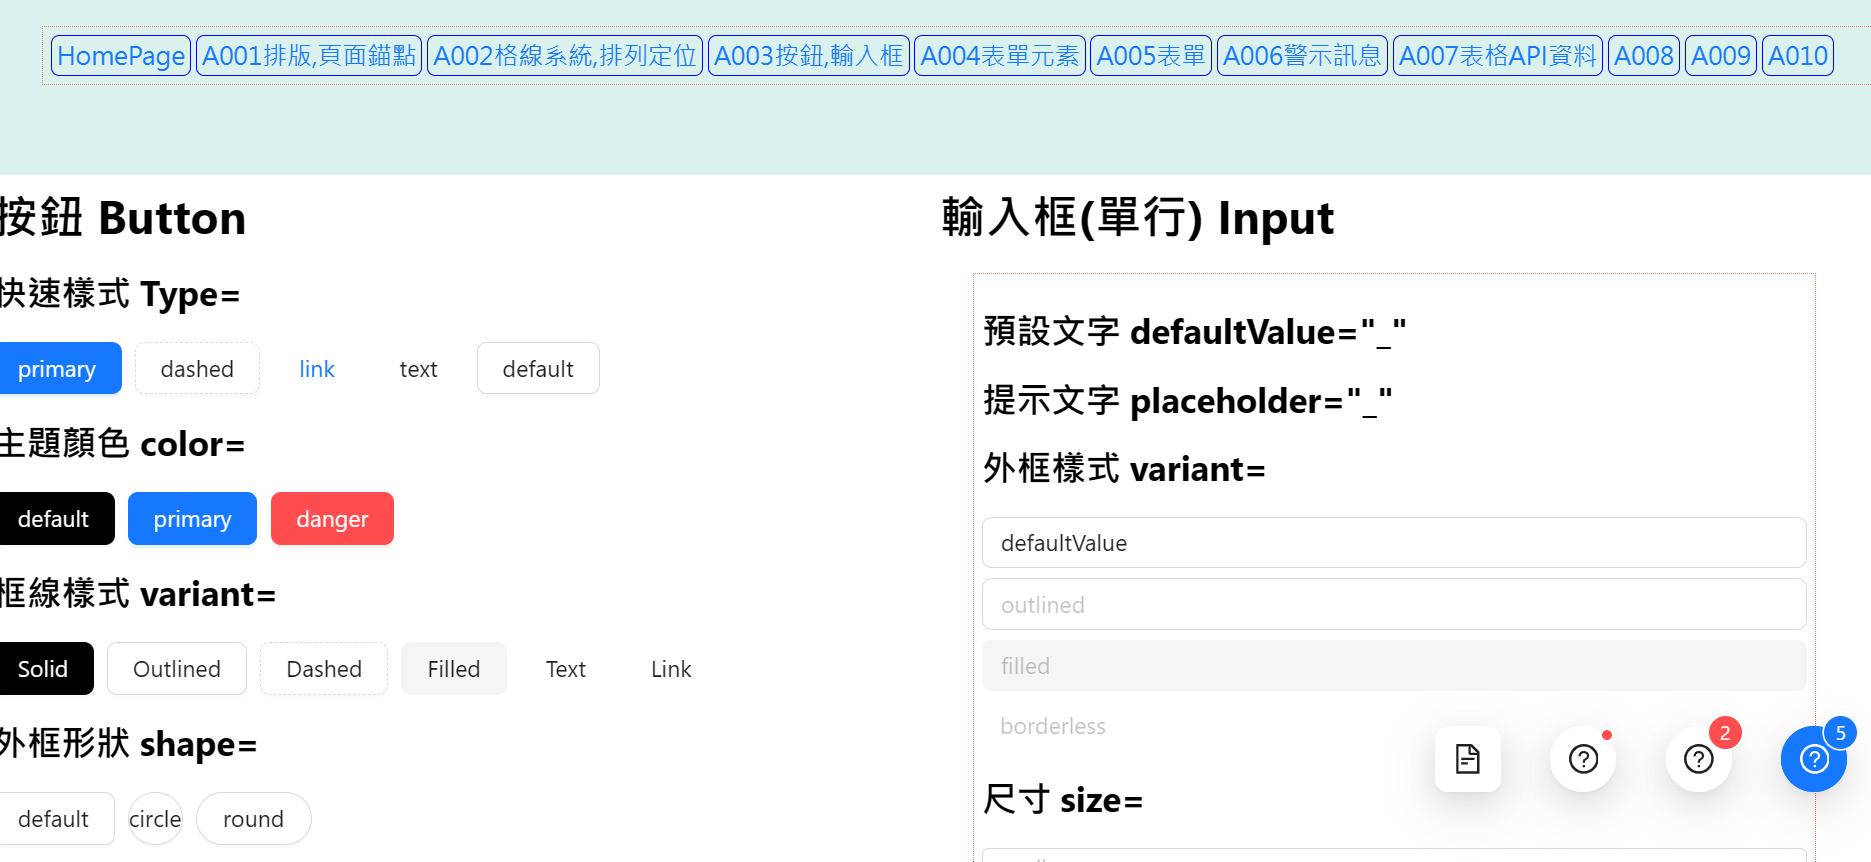 HomePage A001排版,頁面錨點 A002格線系統,排列定位 A003按鈕,輸入框 A004表單元素 A005表單 A006警示訊息 A007表格API資料 A008 A009 A010
按鈕 Button
快速樣式 Type=
primary dashed link text default
主題顏色 color=
default primary danger
框線樣式 variant=
Solid Outlined Dashed Filled Text Link
外框形狀 shape=
default circle round
輸入框(單行) Input
預設文字 defaultValue="_"
提示文字 placeholder="_"
外框樣式 variant=
defaultValue
outlined
filled
borderless
尺寸 size=
2 5